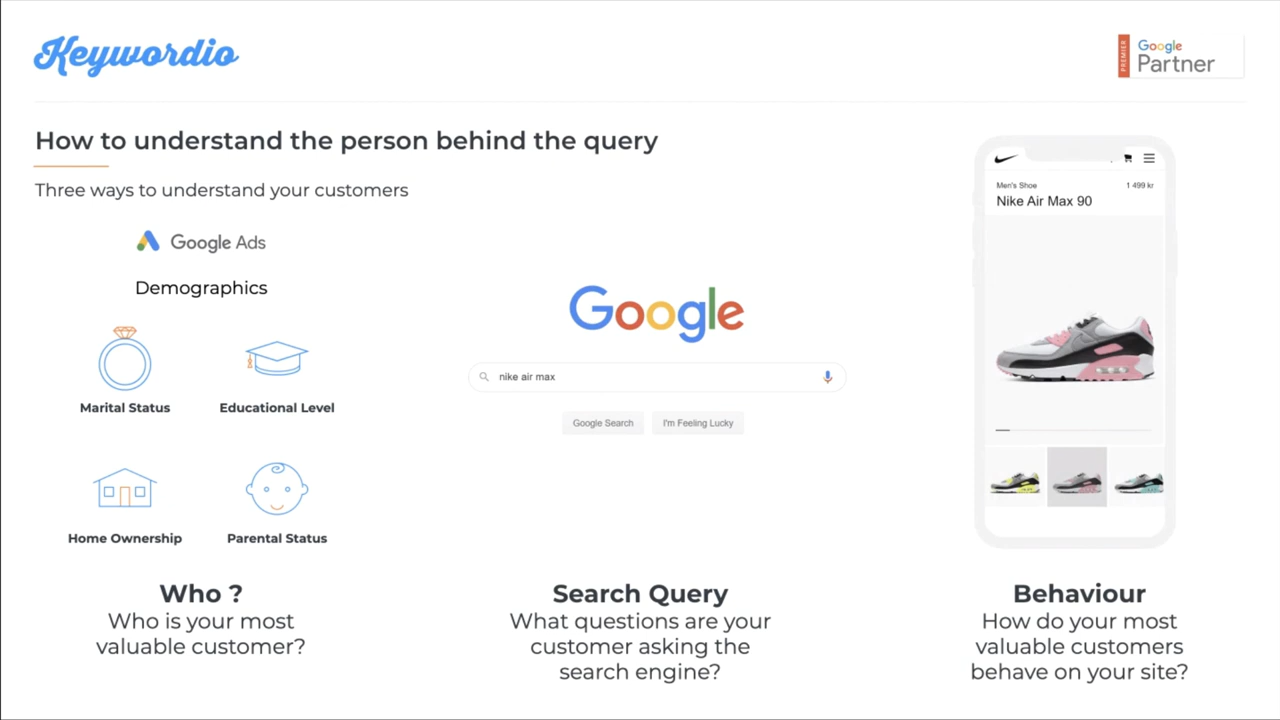 Keywordio
PREMIER
Google
Partner
How to understand the person behind the query
Three ways to understand your customers
Google Ads
Demographics
Marital Status
Educational Level
Home Ownership
Parental Status
Who ?
Who is your most
valuable customer?
Google
nike air max
Google Search
I'm Feeling Lucky
Search Query
What questions are your
customer asking the
search engine?
Men's Shoe
1 499 kr
Nike Air Max 90
Behaviour
How do your most
valuable customers
behave on your site?